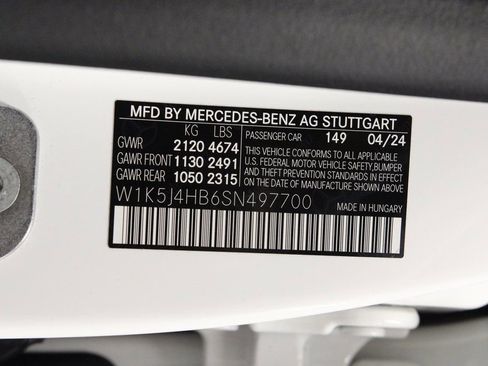 MFD BY MERCEDES-BENZ AG STUTTGART
KG LBS PASSENGER CAR 149 04/24
GVWR 2120 4674
GAWR FRONT 1130 2491
GAWR REAR 1050 2315
THIS VEHICLE CONFORMS TO ALL APPLICABLE
U.S. FEDERAL MOTOR VEHICLE SAFETY, BUMPER,
AND THEFT PREVENTION STANDARDS IN EFFECT
ON THE DATE OF MANUFACTURE SHOWN ABOVE.
W1K5J4HB6SN497700 MADE IN HUNGARY